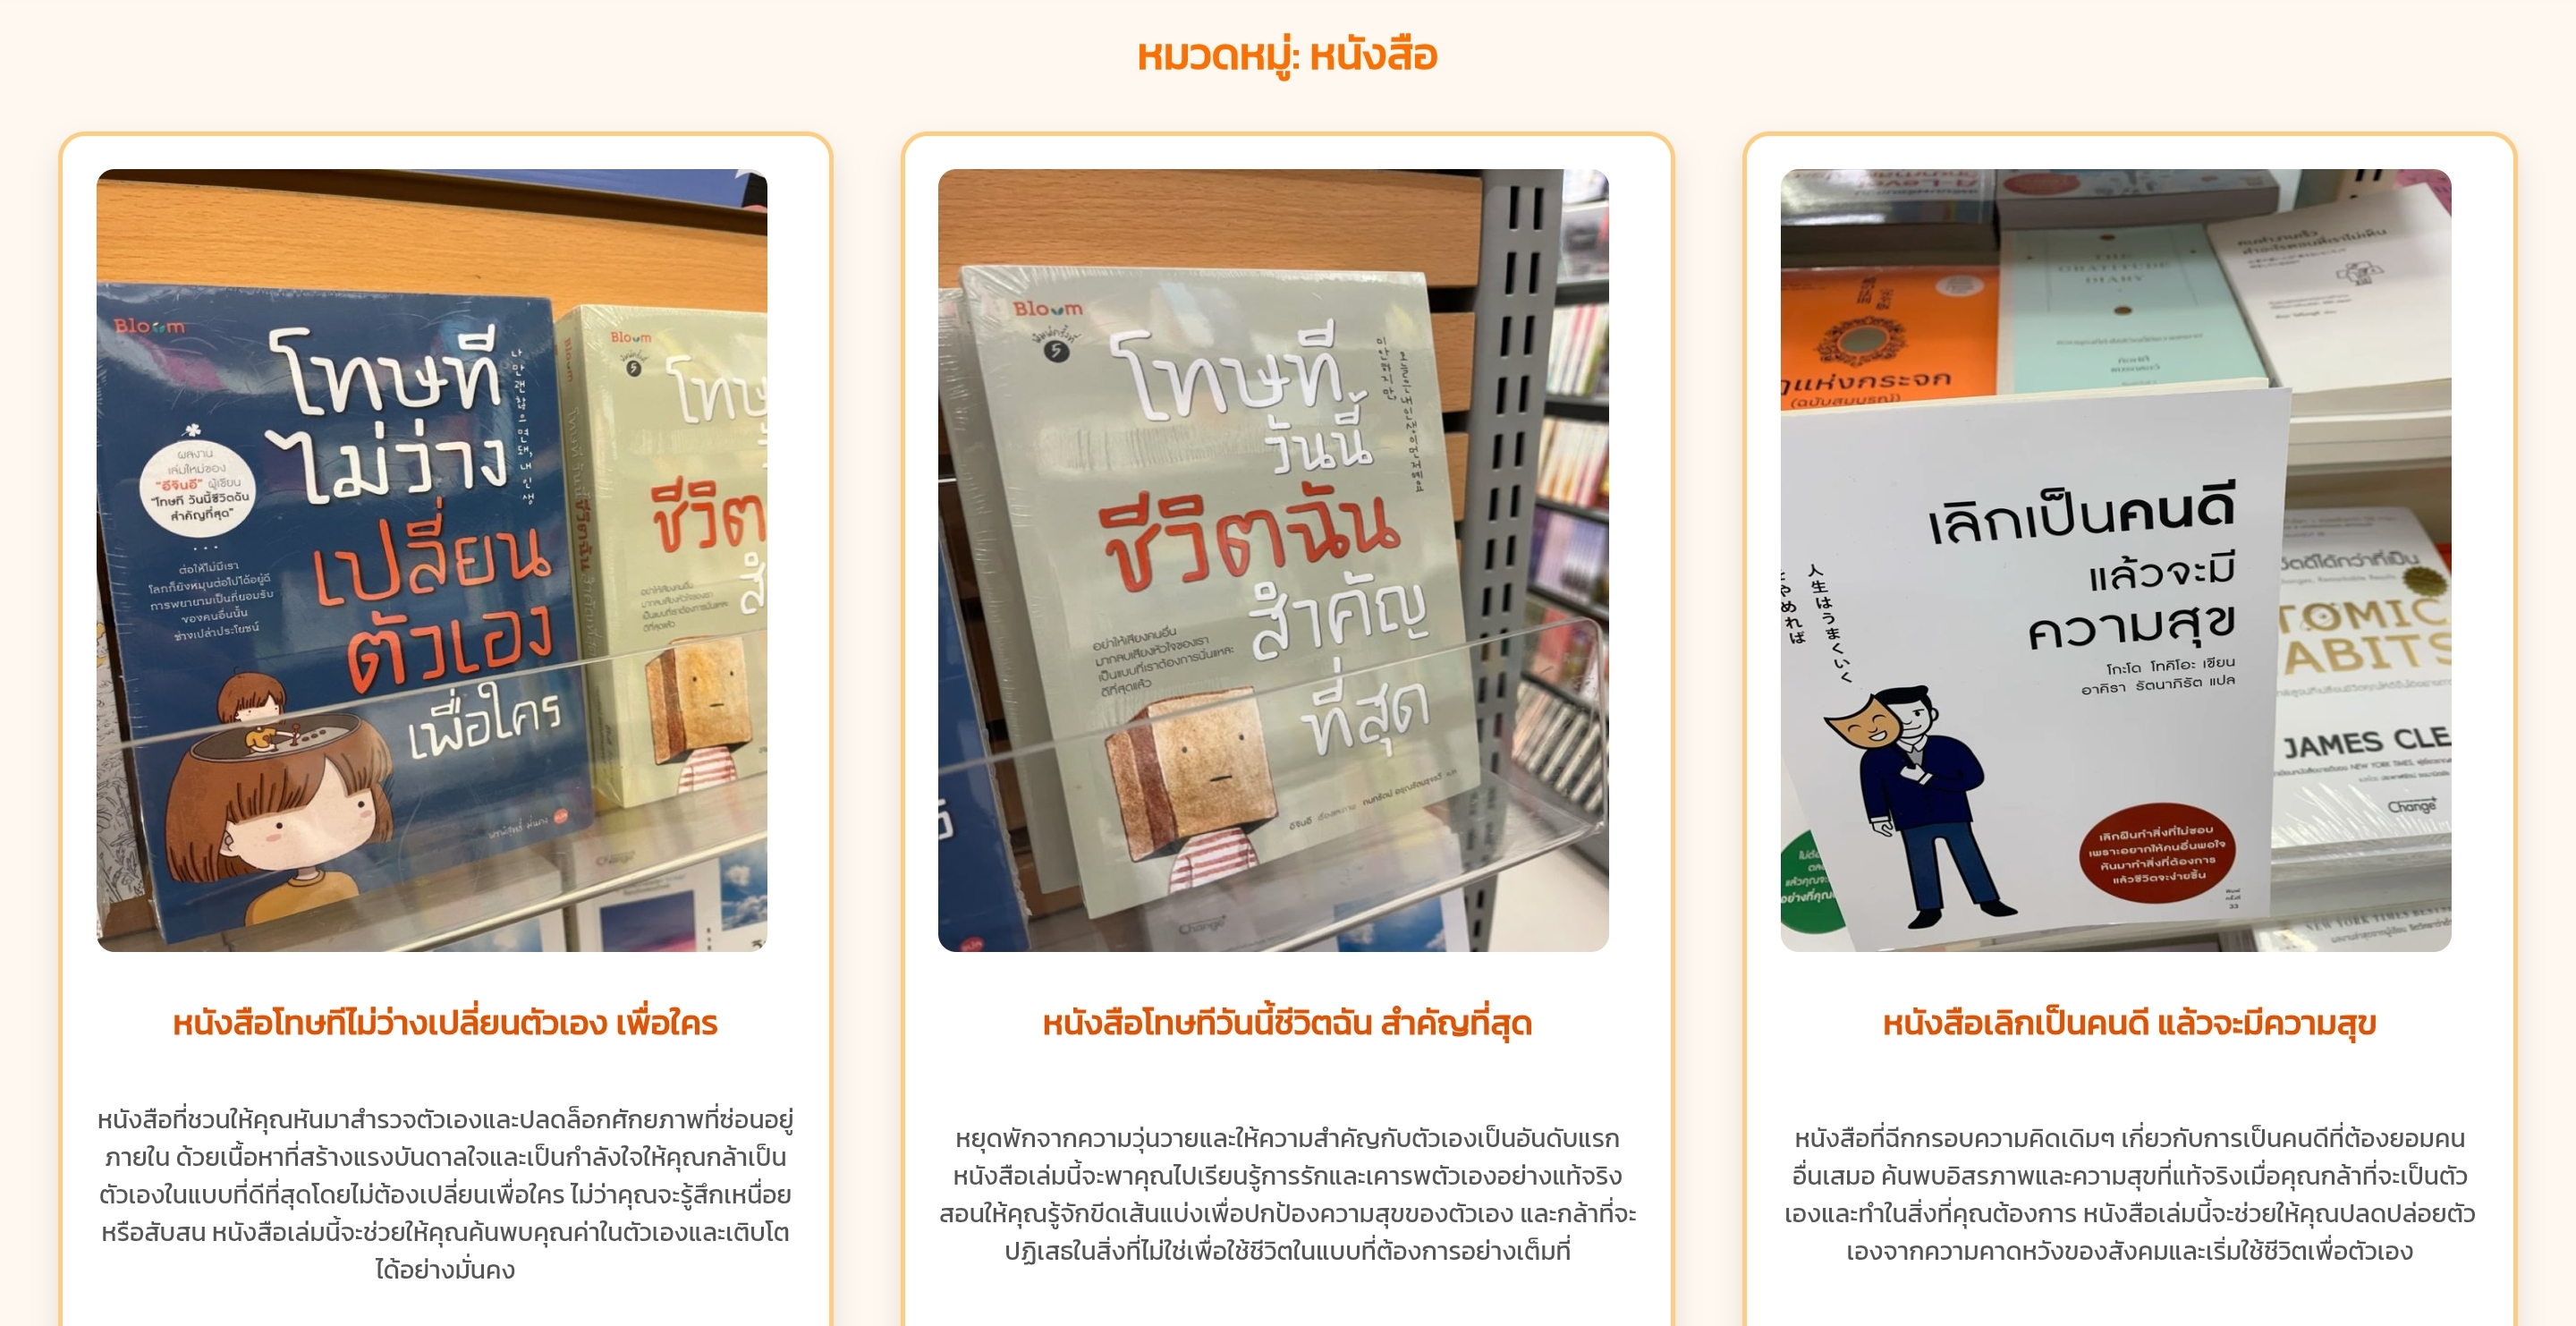 หมวดหมู่: หนังสือ
Bloom
โทษที
ไม่ว่าง
เปลี่ยน
ตัวเอง
เพื่อใคร
ผลงาน
เล่มใหม่ของ
"อีจินอี" ผู้เขียน
"โทษที วันนี้ชีวิตฉัน
สำคัญที่สุด"
ต่อให้ไม่มีเรา
โลกก็ยังหมุนต่อไปได้อยู่ดี
การพยายามเป็นที่ยอมรับ
ของคนอื่นนั้น
ช่างเปล่าประโยชน์
Bloom
5
โทษ
ชีวิต
Bloom
พิมพ์ครั้งที่
5
โทษที
วันนี้
ชีวิตฉัน
สำคัญ
ที่สุด
อย่าให้เสียงคนอื่น
มากลบเสียงหัวใจของเรา
เป็นแบบที่เราต้องการนั่นแหละ
ดีที่สุดแล้ว
Change
THE
GRATITUDE
DIARY
แห่งกระจก
(ฉบับสมบูรณ์)
เลิกเป็นคนดี
แล้วจะมี
ความสุข
โกะโด โทคิโอะ เขียน
อาคิรา รัตนาภิรัต แปล
人生はうまくいく
やめれば
เลิกฝืนทำสิ่งที่ไม่ชอบ
เพราะอยากให้คนอื่นพอใจ
หันมาทำสิ่งที่ต้องการ
แล้วชีวิตจะง่ายขึ้น
พิมพ์
ครั้งที่
33
TOMIC
ABITS
JAMES CLE
Change
หนังสือโทษทีไม่ว่างเปลี่ยนตัวเอง เพื่อใคร
หนังสือที่ชวนให้คุณหันมาสำรวจตัวเองและปลดล็อกศักยภาพที่ซ่อนอยู่
ภายใน ด้วยเนื้อหาที่สร้างแรงบันดาลใจและเป็นกำลังใจให้คุณกล้าเป็น
ตัวเองในแบบที่ดีที่สุดโดยไม่ต้องเปลี่ยนเพื่อใคร ไม่ว่าคุณจะรู้สึกเหนื่อย
หรือสับสน หนังสือเล่มนี้จะช่วยให้คุณค้นพบคุณค่าในตัวเองและเติบโต
ได้อย่างมั่นคง
หนังสือโทษทีวันนี้ชีวิตฉัน สำคัญที่สุด
หยุดพักจากความวุ่นวายและให้ความสำคัญกับตัวเองเป็นอันดับแรก
หนังสือเล่มนี้จะพาคุณไปเรียนรู้การรักและเคารพตัวเองอย่างแท้จริง
สอนให้คุณรู้จักขีดเส้นแบ่งเพื่อปกป้องความสุขของตัวเอง และกล้าที่จะ
ปฏิเสธในสิ่งที่ไม่ใช่เพื่อใช้ชีวิตในแบบที่ต้องการอย่างเต็มที่
หนังสือเลิกเป็นคนดี แล้วจะมีความสุข
หนังสือที่ฉีกกรอบความคิดเดิมๆ เกี่ยวกับการเป็นคนดีที่ต้องยอมคน
อื่นเสมอ ค้นพบอิสรภาพและความสุขที่แท้จริงเมื่อคุณกล้าที่จะเป็นตัว
เองและทำในสิ่งที่คุณต้องการ หนังสือเล่มนี้จะช่วยให้คุณปลดปล่อยตัว
เองจากความคาดหวังของสังคมและเริ่มใช้ชีวิตเพื่อตัวเอง